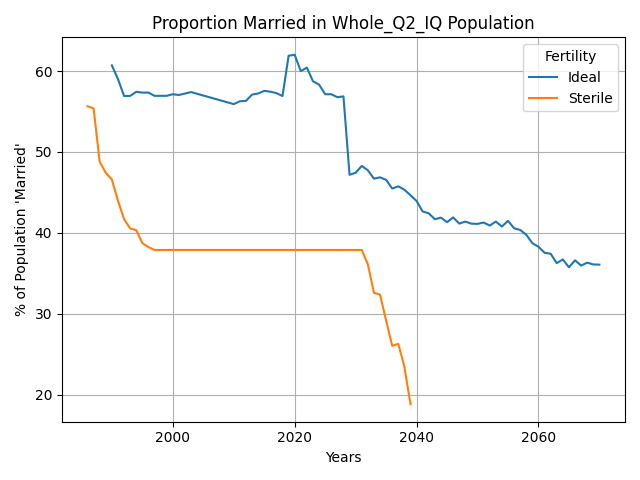 Proportion Married in Whole_Q2_IQ Population
Fertility
Ideal
Sterile
% of Population 'Married'
60
50
40
30
20
2000
2020
2040
2060
Years